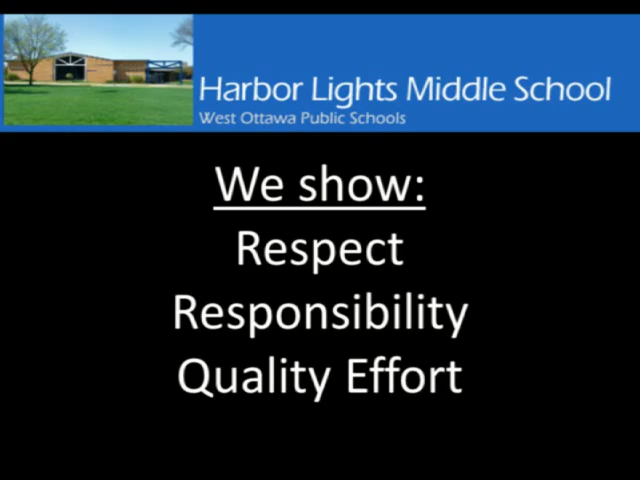 Harbor Lights Middle School
West Ottawa Public Schools
We show:
Respect
Responsibility
Quality Effort